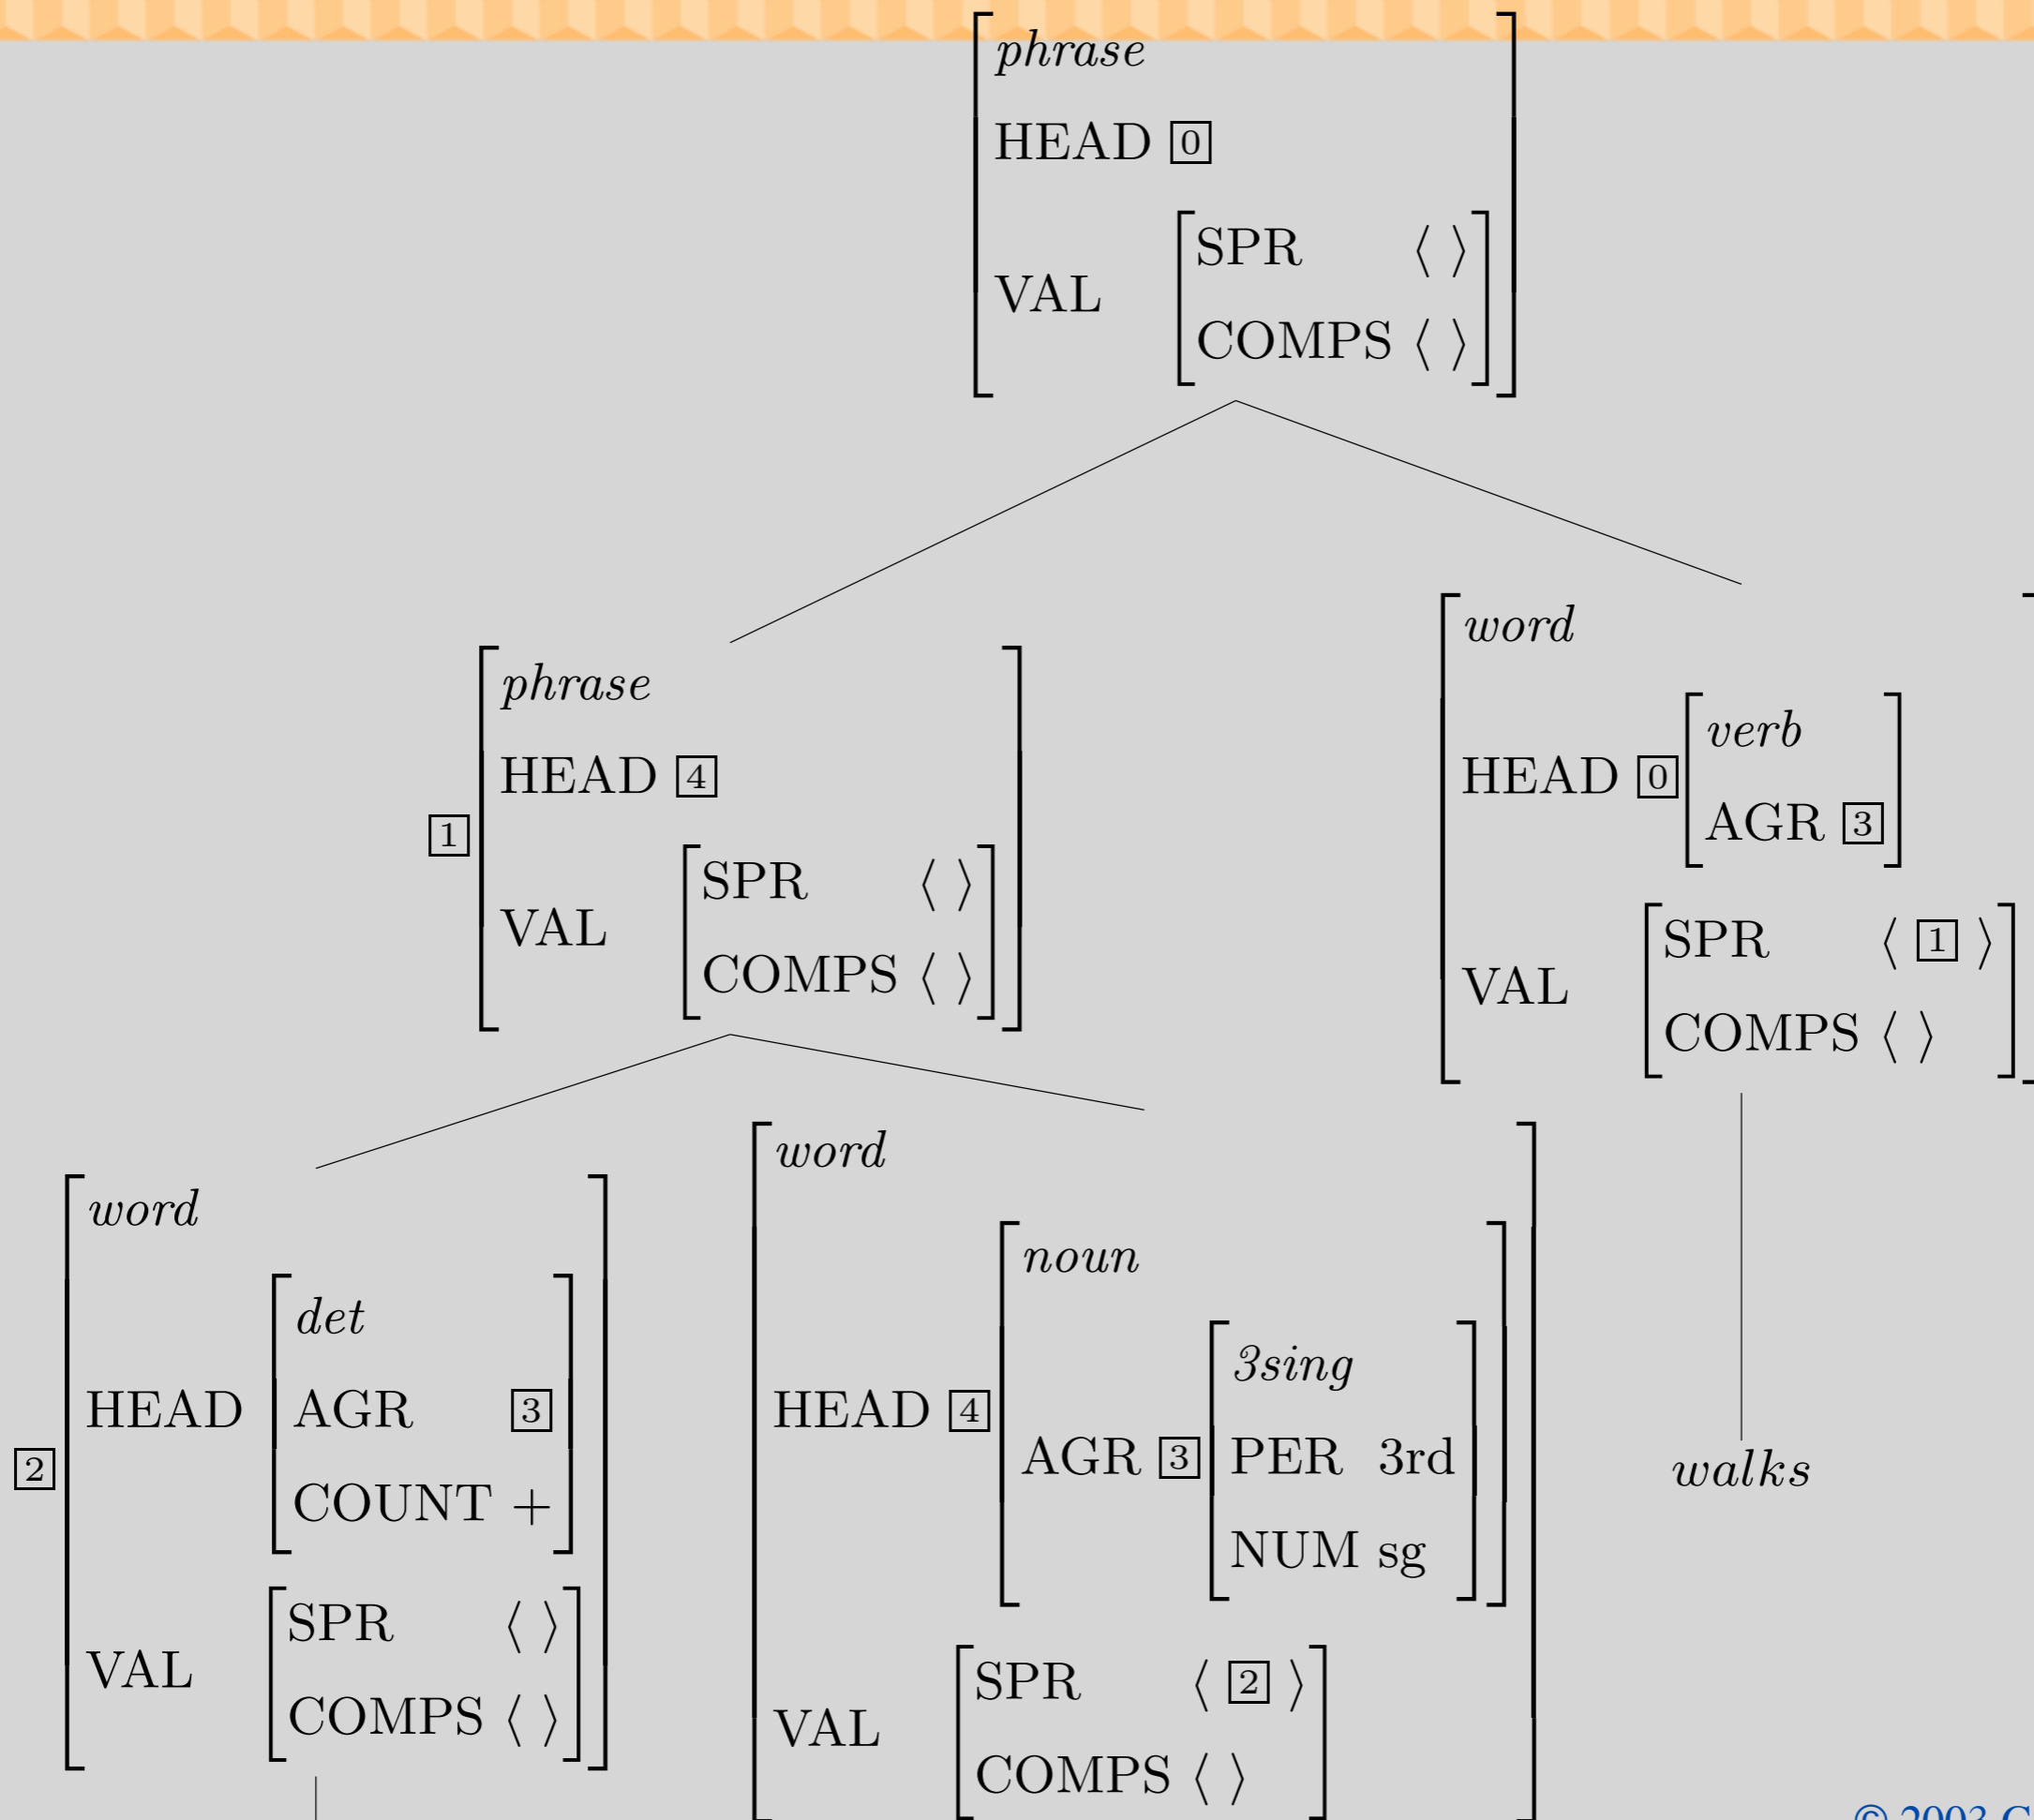 phrase
HEAD 0
VAL
SPR ⟨ ⟩
COMPS ⟨ ⟩
1
phrase
HEAD 4
VAL
SPR ⟨ ⟩
COMPS ⟨ ⟩
word
HEAD 0
verb
AGR 3
VAL
SPR ⟨ 1 ⟩
COMPS ⟨ ⟩
walks
2
word
HEAD
det
AGR 3
COUNT +
VAL
SPR ⟨ ⟩
COMPS ⟨ ⟩
word
HEAD 4
noun
AGR 3
3sing
PER 3rd
NUM sg
VAL
SPR ⟨ 2 ⟩
COMPS ⟨ ⟩
© 2003 C